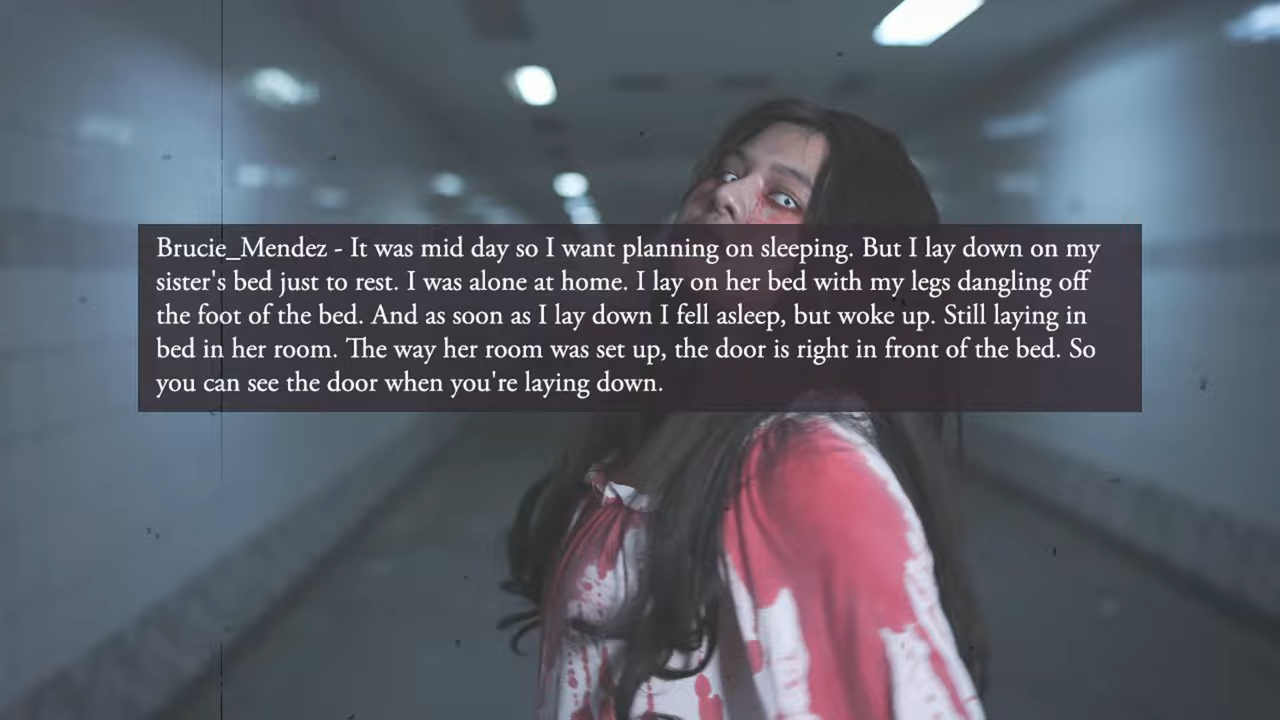 Brucie_Mendez - It was mid day so I want planning on sleeping. But I lay down on my
sister's bed just to rest. I was alone at home. I lay on her bed with my legs dangling off
the foot of the bed. And as soon as I lay down I fell asleep, but woke up. Still laying in
bed in her room. The way her room was set up, the door is right in front of the bed. So
you can see the door when you're laying down.